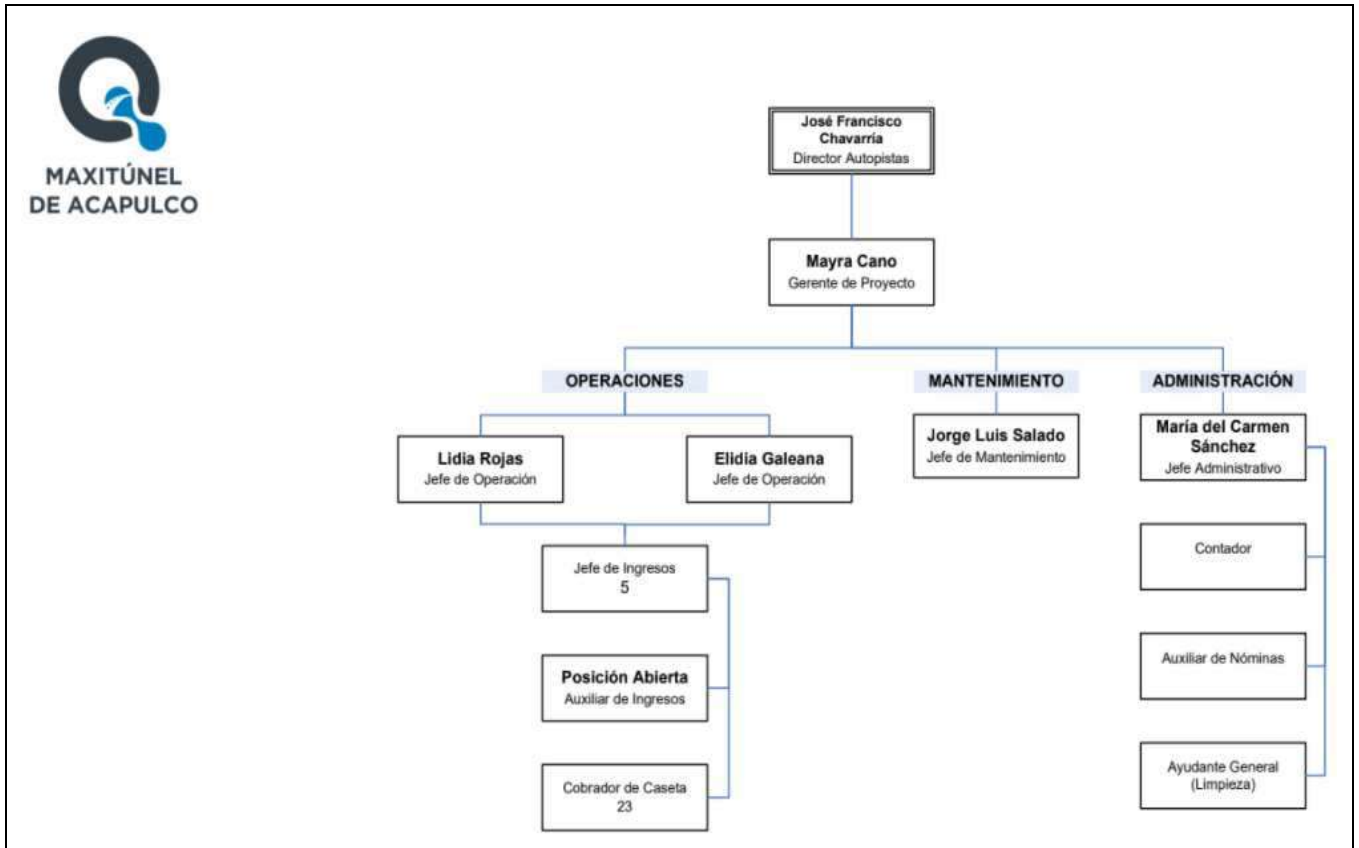 MAXITÚNEL
DE ACAPULCO
José Francisco
Chavarría
Director Autopistas
Mayra Cano
Gerente de Proyecto
OPERACIONES
MANTENIMIENTO
ADMINISTRACIÓN
Lidia Rojas
Jefe de Operación
Elidia Galeana
Jefe de Operación
Jorge Luis Salado
Jefe de Mantenimiento
María del Carmen
Sánchez
Jefe Administrativo
Jefe de Ingresos
5
Posición Abierta
Auxiliar de Ingresos
Cobrador de Caseta
23
Contador
Auxiliar de Nóminas
Ayudante General
(Limpieza)